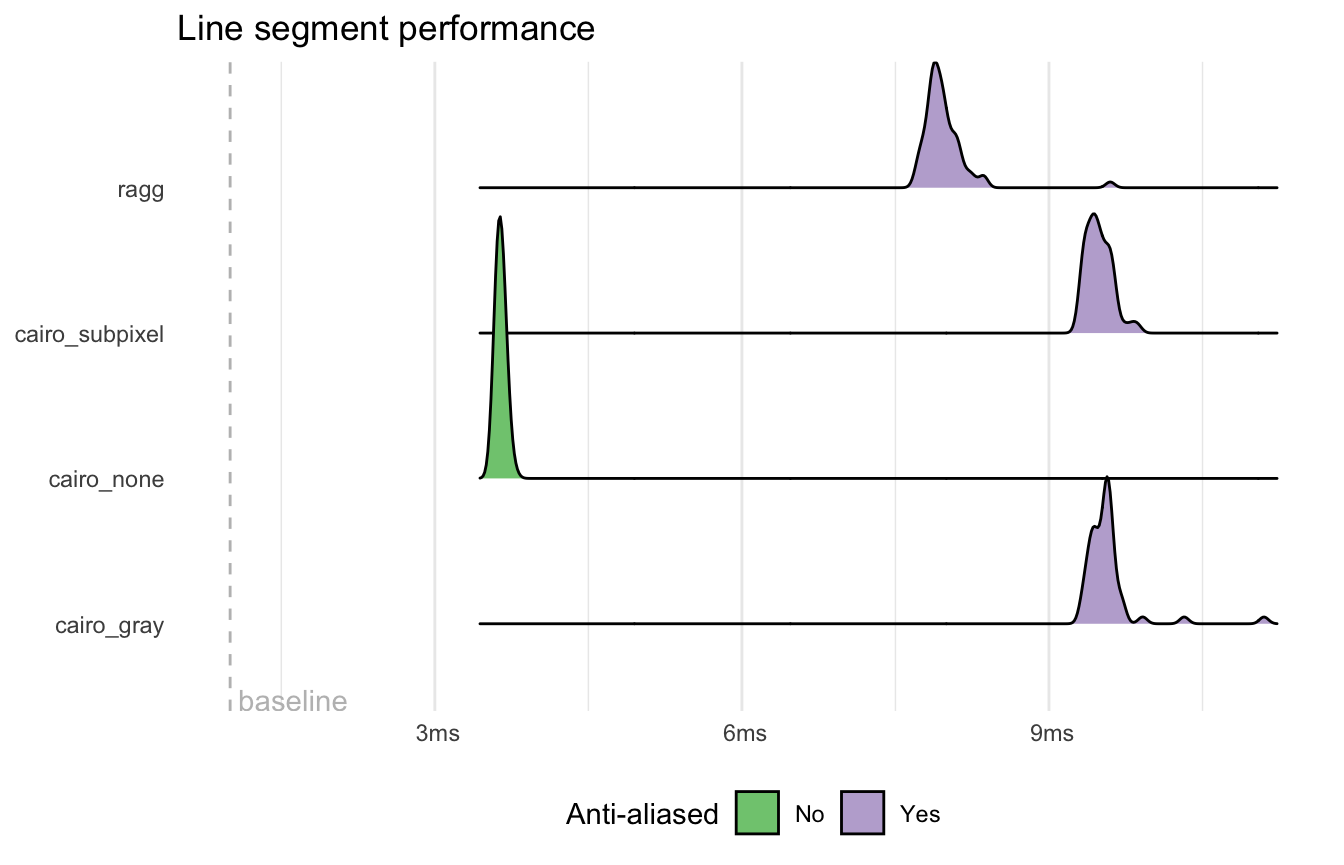 Line segment performance
ragg
cairo_subpixel
cairo_none
cairo_gray
baseline
3ms 6ms 9ms
Anti-aliased No Yes